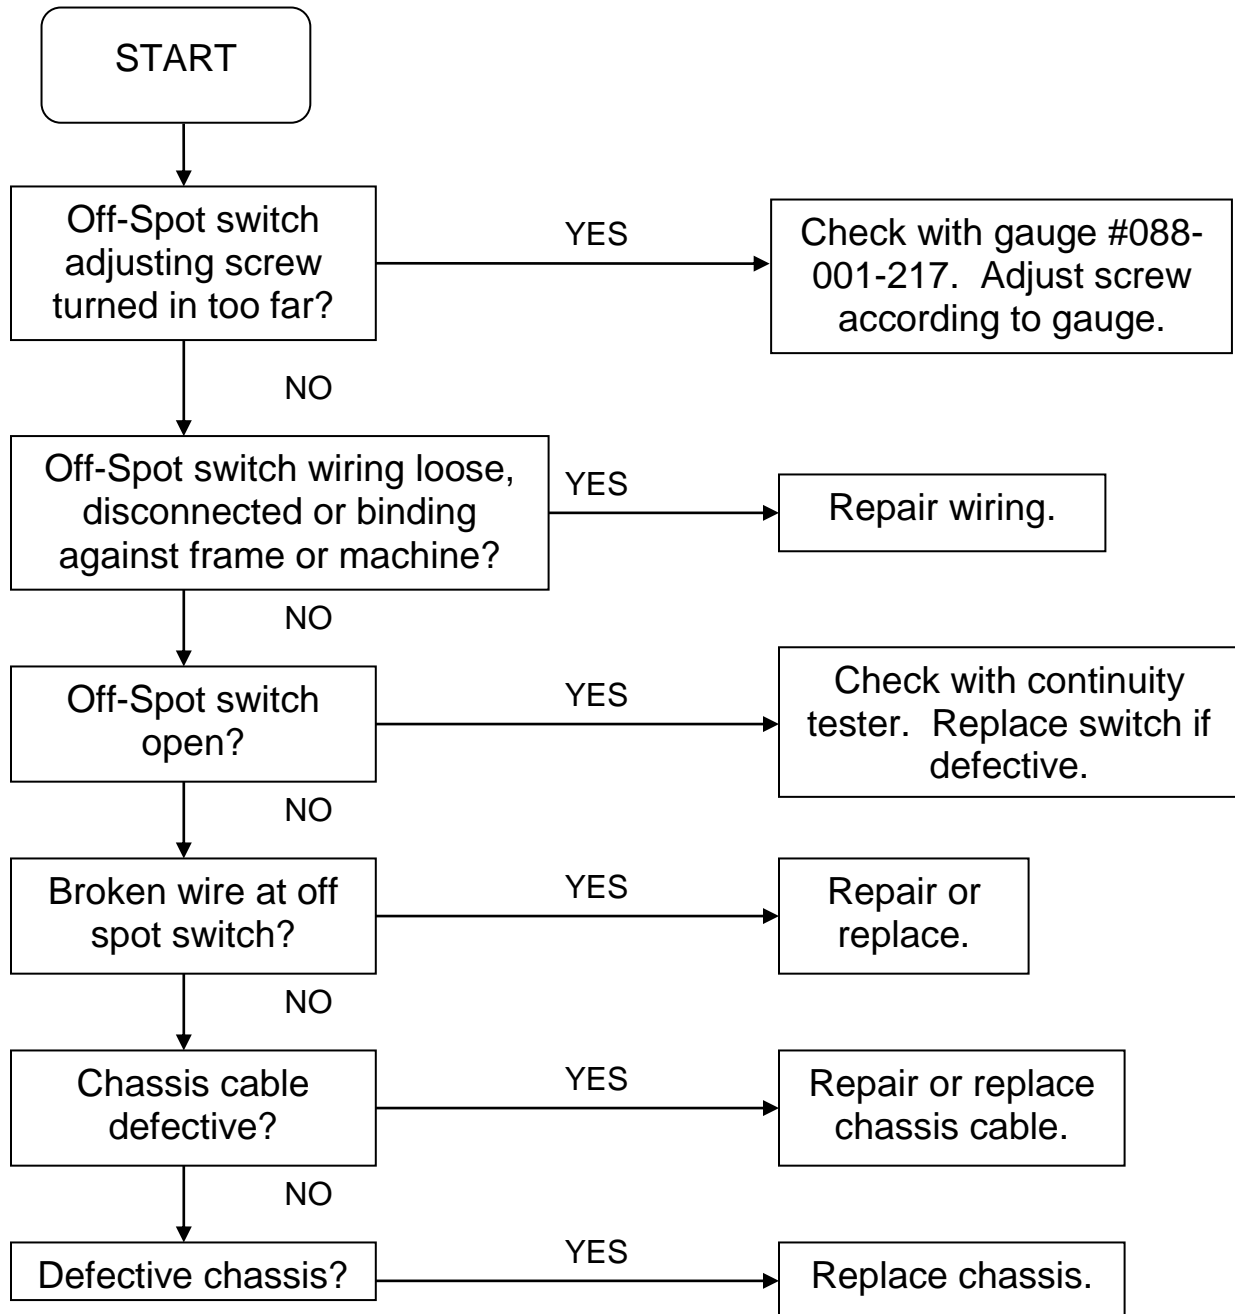 START
Off-Spot switch
adjusting screw
turned in too far?
YES
Check with gauge #088-
001-217.  Adjust screw
according to gauge.
NO
Off-Spot switch wiring loose,
disconnected or binding
against frame or machine?
YES
Repair wiring.
NO
Off-Spot switch
open?
YES
Check with continuity
tester.  Replace switch if
defective.
NO
Broken wire at off
spot switch?
YES
Repair or
replace.
NO
Chassis cable
defective?
YES
Repair or replace
chassis cable.
NO
Defective chassis?
YES
Replace chassis.